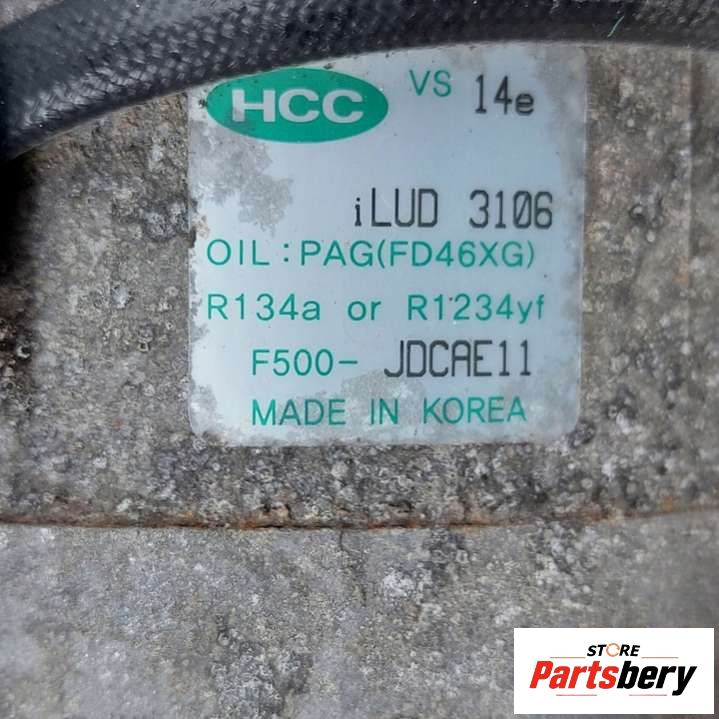 HCC VS 14e
iLUD 3106
OIL : PAG(FD46XG)
R134a or R1234yf
F500- JDCAE11
MADE IN KOREA
STORE
Partsbery